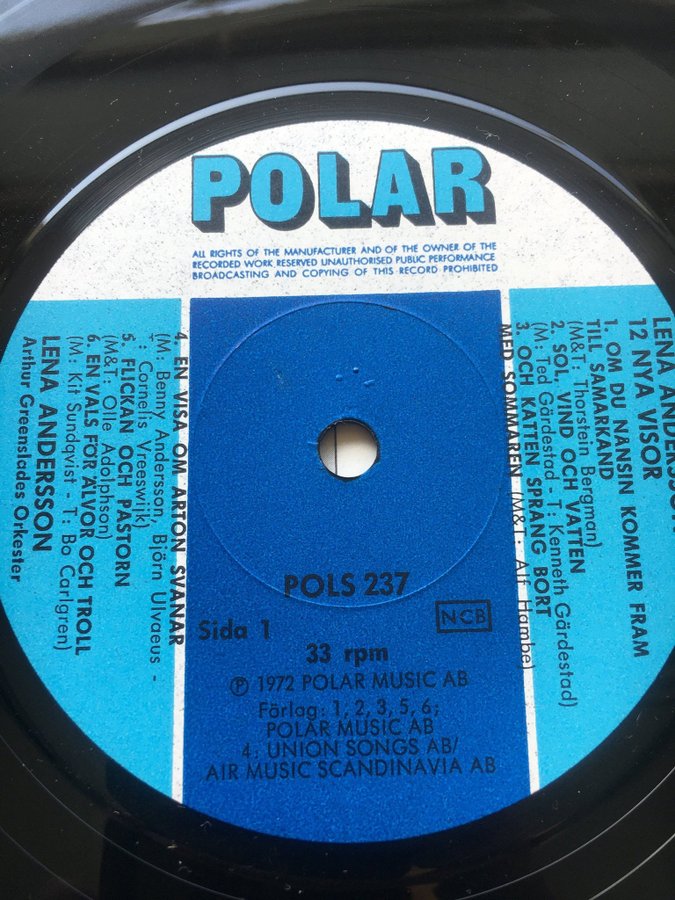 POLAR
ALL RIGHTS OF THE MANUFACTURER AND OF THE OWNER OF THE
RECORDED WORK RESERVED UNAUTHORISED PUBLIC PERFORMANCE
BROADCASTING AND COPYING OF THIS RECORD PROHIBITED
LENA ANDERSSON
12 NYA VISOR
1. OM DU NÅNSIN KOMMER FRAM
TILL SAMARKAND
(M&T: Thorstein Bergman)
2. SOL, VIND OCH VATTEN
(M: Ted Gärdestad - T: Kenneth Gärdestad)
3. OCH KATTEN SPRANG BORT
MED SOMMAREN (M&T: Alf Hambe)
4. EN VISA OM ARTON SVANAR
(M: Benny Andersson, Björn Ulvaeus -
T: Cornelis Vreeswijk)
5. FLICKAN OCH PASTORN
(M&T: Olle Adolphson)
6. EN VALS FÖR ÄLVOR OCH TROLL
(M: Kit Sundqvist - T: Bo Carlgren)
LENA ANDERSSON
Arthur Greenslades Orkester
POLS 237
Sida 1
NCB
33 rpm
Ⓟ 1972 POLAR MUSIC AB
Förlag: 1, 2, 3, 5, 6;
POLAR MUSIC AB
4: UNION SONGS AB/
AIR MUSIC SCANDINAVIA AB